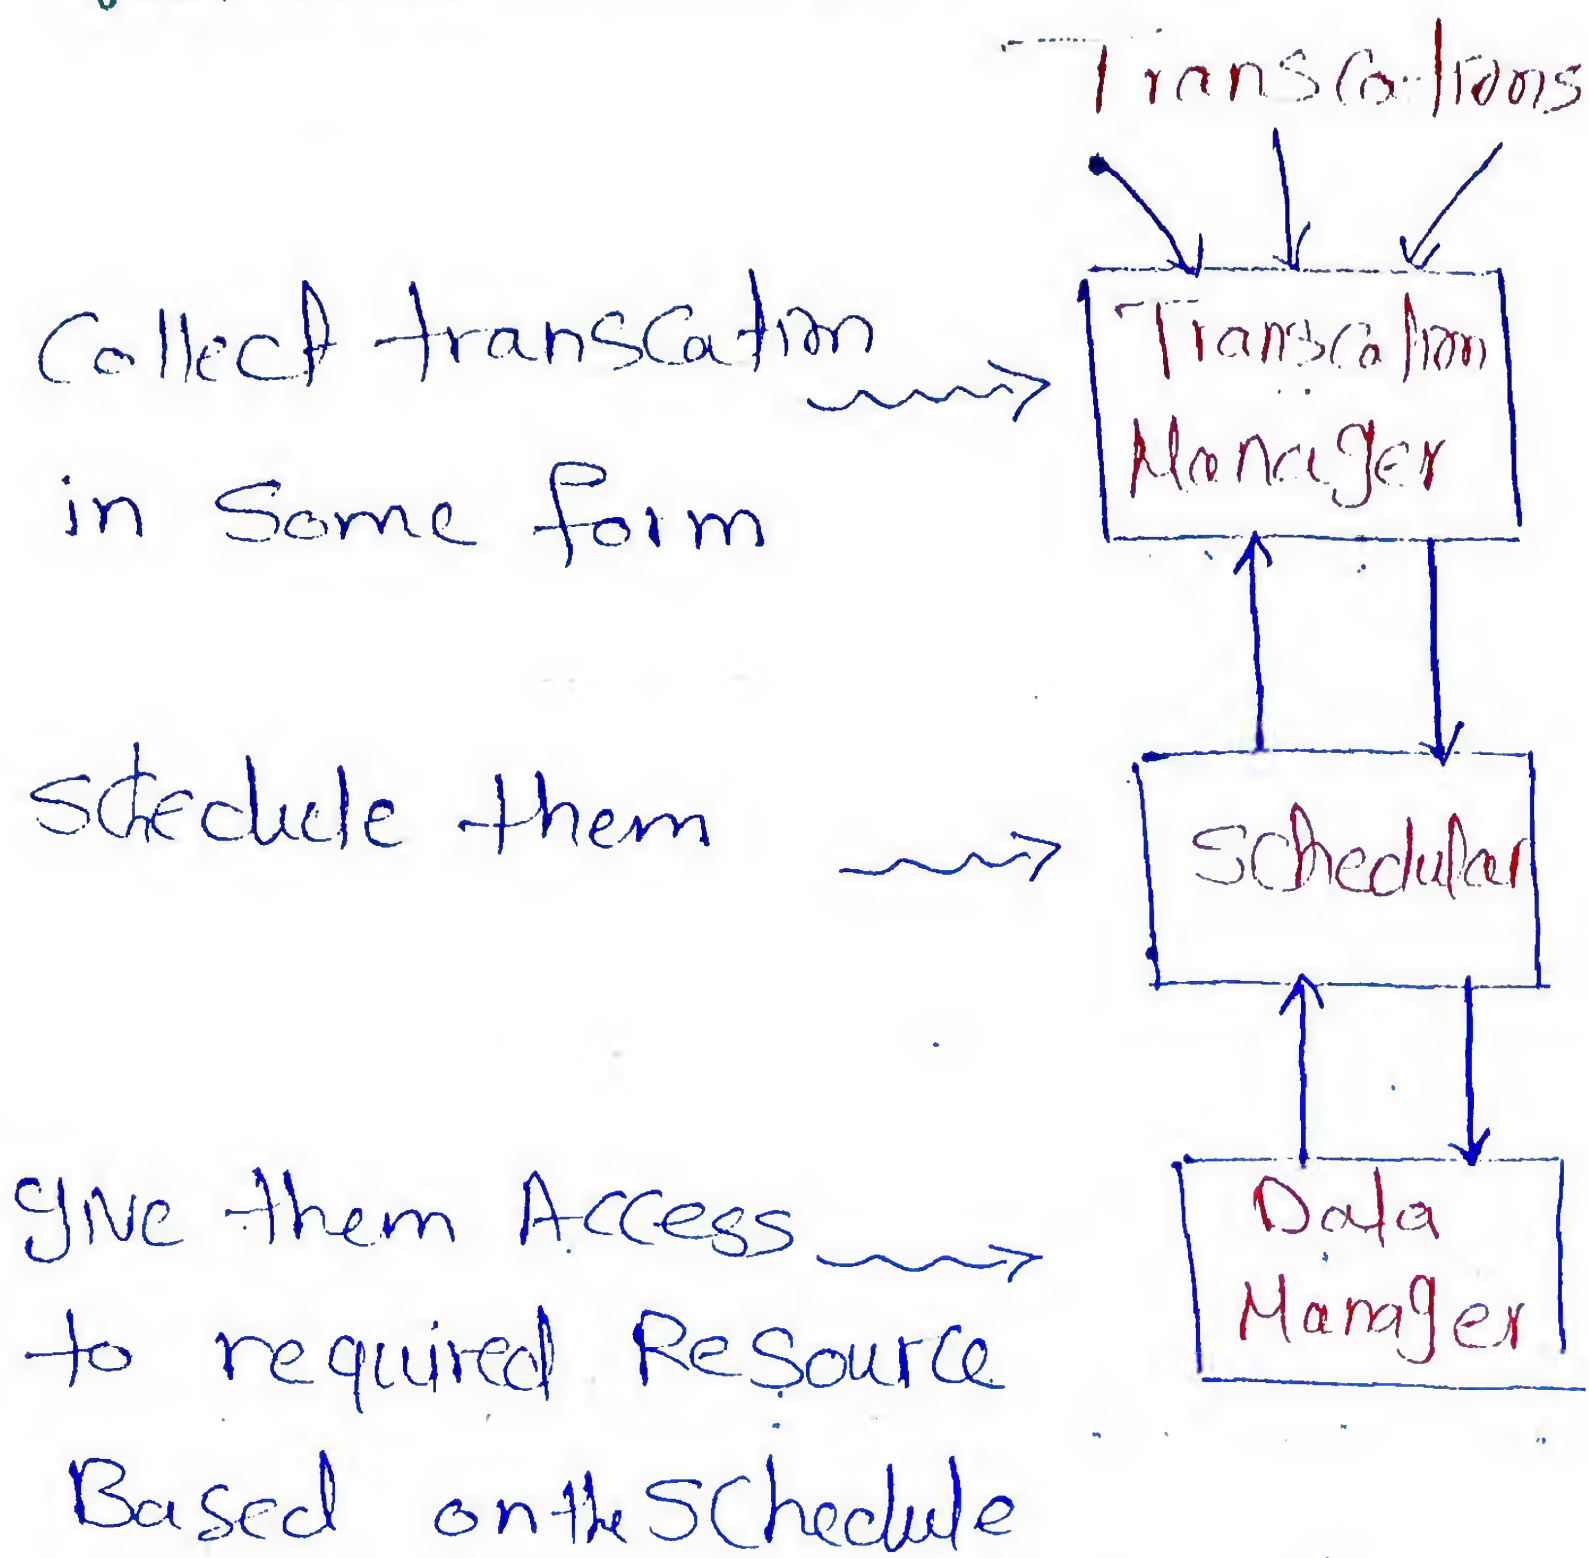 Transcations
Collect transcation
in Some form
Transcation
Manager
Schedule them
Schedular
give them Access
to required Resource
Based on the Schedule
Data
Manager